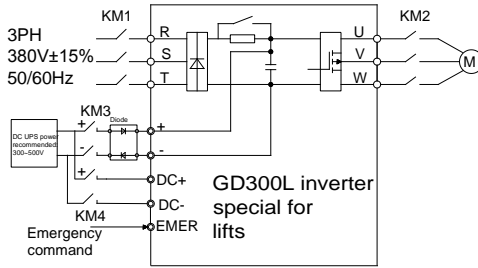 KM1
KM2
3PH
380V±15%
50/60Hz
R
S
T
U
V
W
M
KM3
Diode
DC UPS power
recommended:
300~500V
+
-
+
-
+
-
DC+
DC-
EMER
KM4
Emergency
command
GD300L inverter
special for
lifts